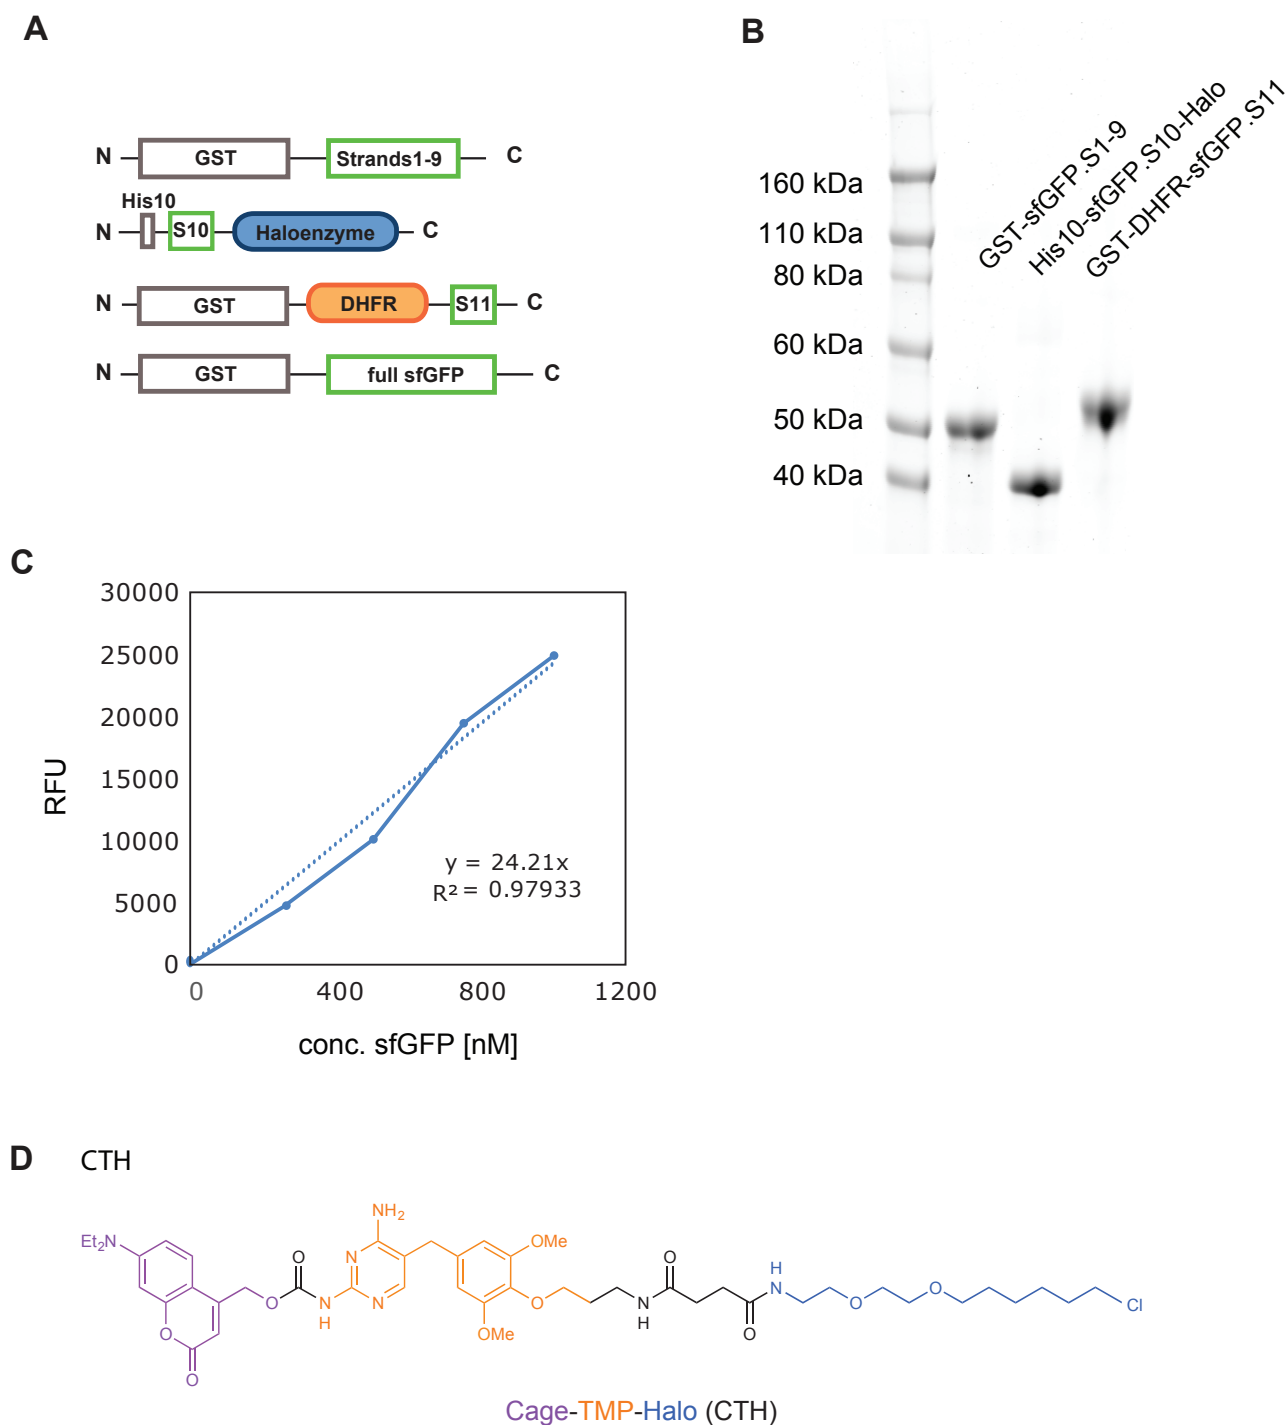 A
N GST Strands1-9 C
His10
N S10 Haloenzyme C
N GST DHFR S11 C
N GST full sfGFP C
B
GST-sfGFP.S1-9
His10-sfGFP.S10-Halo
GST-DHFR-sfGFP.S11
160 kDa
110 kDa
80 kDa
60 kDa
50 kDa
40 kDa
C
30000
25000
20000
15000
10000
5000
0
RFU
y = 24.21x
R² = 0.97933
0 400 800 1200
conc. sfGFP [nM]
D CTH
NH₂
Et₂N
O
N
OMe
O
H
N
O
O
Cl
O
N
H
N
O
N
H
O
O
OMe
O
Cage-TMP-Halo (CTH)